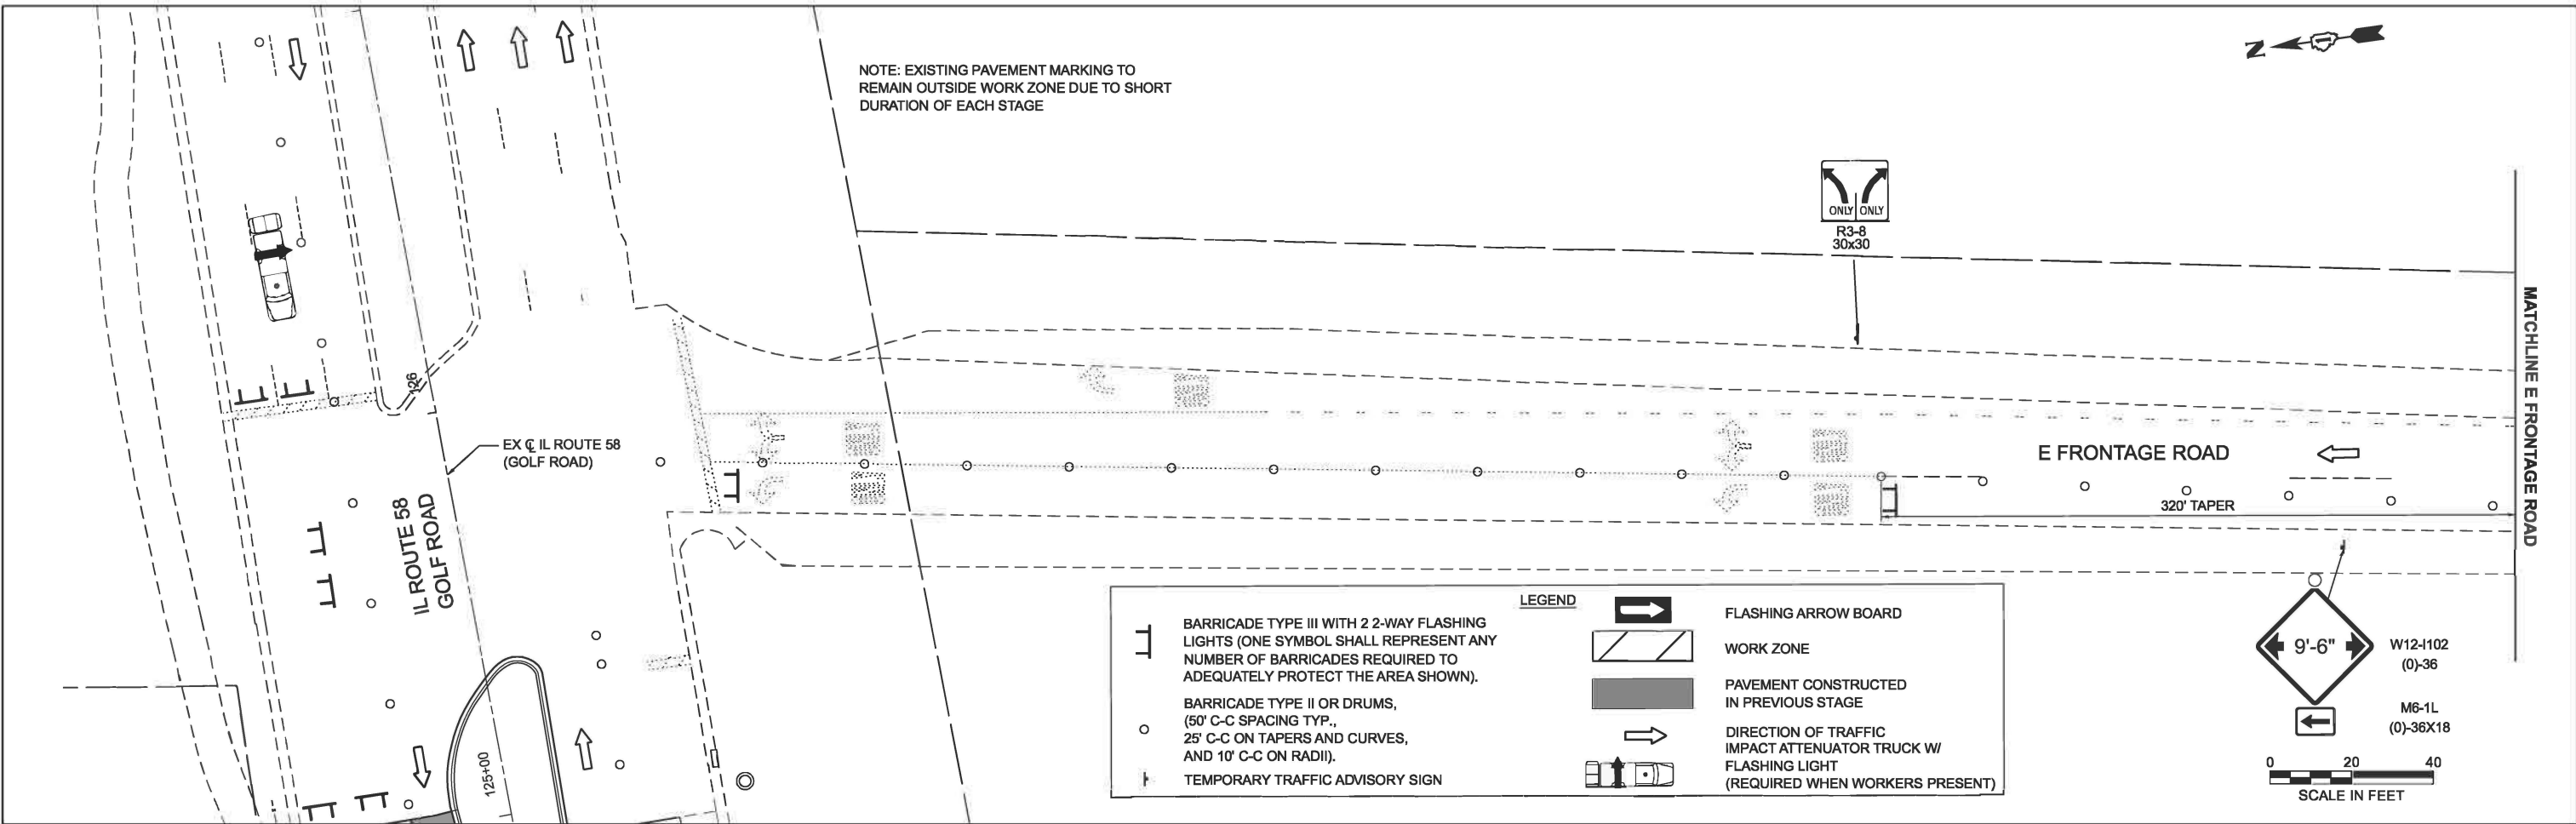 NOTE: EXISTING PAVEMENT MARKING TO
REMAIN OUTSIDE WORK ZONE DUE TO SHORT
DURATION OF EACH STAGE
N
ONLY ONLY
R3-8
30x30
MATCHLINE E FRONTAGE ROAD
126
EX ℄ IL ROUTE 58
(GOLF ROAD)
IL ROUTE 58
GOLF ROAD
E FRONTAGE ROAD
320' TAPER
125+00
LEGEND
BARRICADE TYPE III WITH 2 2-WAY FLASHING
LIGHTS (ONE SYMBOL SHALL REPRESENT ANY
NUMBER OF BARRICADES REQUIRED TO
ADEQUATELY PROTECT THE AREA SHOWN).
BARRICADE TYPE II OR DRUMS,
(50' C-C SPACING TYP.,
25' C-C ON TAPERS AND CURVES,
AND 10' C-C ON RADII).
TEMPORARY TRAFFIC ADVISORY SIGN
FLASHING ARROW BOARD
WORK ZONE
PAVEMENT CONSTRUCTED
IN PREVIOUS STAGE
DIRECTION OF TRAFFIC
IMPACT ATTENUATOR TRUCK W/
FLASHING LIGHT
(REQUIRED WHEN WORKERS PRESENT)
9'-6"
W12-I102
(0)-36
M6-1L
(0)-36X18
0 20 40
SCALE IN FEET